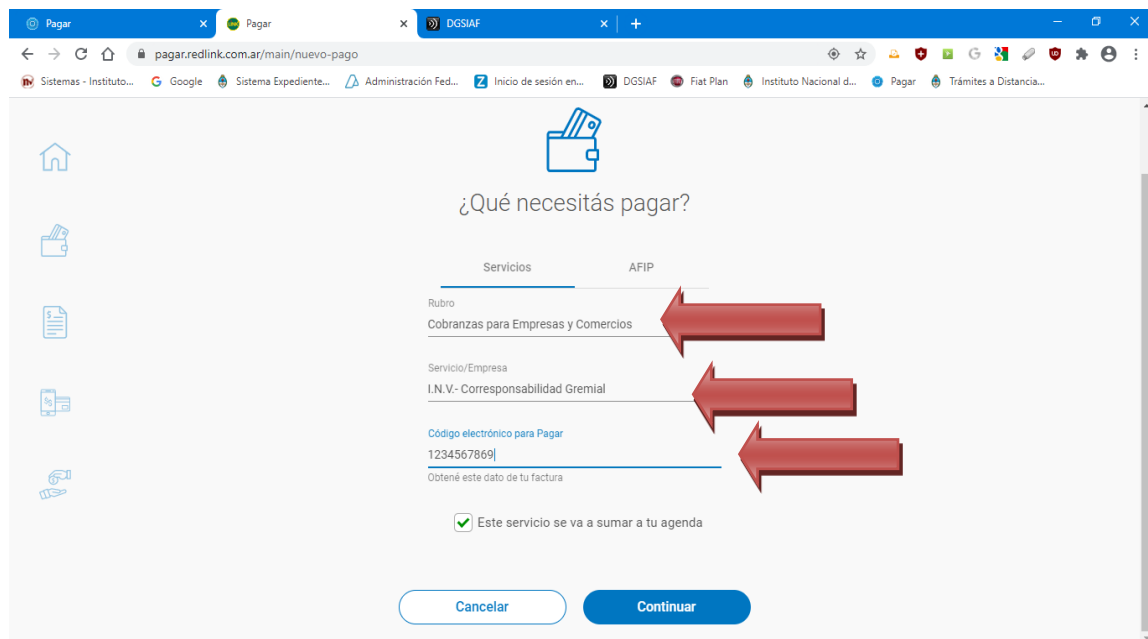 Pagar
Pagar
DGSIAF
pagar.redlink.com.ar/main/nuevo-pago
Sistemas - Instituto...
Google
Sistema Expediente...
Administración Fed...
Inicio de sesión en...
DGSIAF
Fiat Plan
Instituto Nacional d...
Pagar
Trámites a Distancia...
¿Qué necesitás pagar?
Servicios
AFIP
Rubro
Cobranzas para Empresas y Comercios
Servicio/Empresa
I.N.V.- Corresponsabilidad Gremial
Código electrónico para Pagar
1234567869
Obtené este dato de tu factura
Este servicio se va a sumar a tu agenda
Cancelar
Continuar